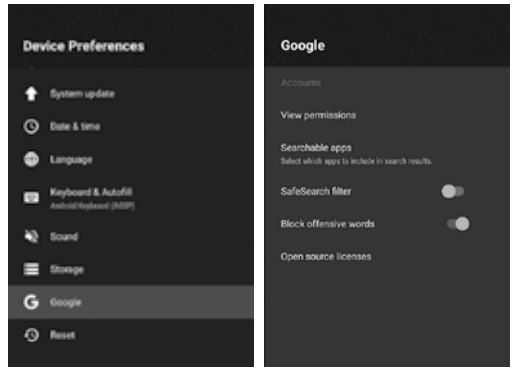 Device Preferences
System update
Date & time
Language
Keyboard & Autofill
Android Keyboard (AOSP)
Sound
Storage
Google
Reset
Google
Accounts
View permissions
Searchable apps
Select which apps to include in search results.
SafeSearch filter
Block offensive words
Open source licenses